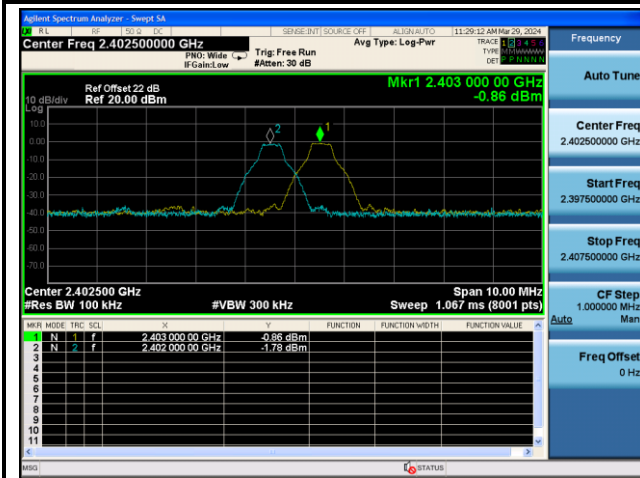 Agilent Spectrum Analyzer - Swept SA
RL RF 50 Ω DC SENSE:INT SOURCE OFF ALIGNAUTO 11:29:12 AM Mar 29, 2024
Center Freq 2.402500000 GHz
PNO: Wide
IFGain:Low
Trig: Free Run
#Atten: 30 dB
Avg Type: Log-Pwr
TRACE 1 2 3 4 5 6
TYPE
DET P P N N N N
Ref Offset 22 dB
Ref 20.00 dBm
10 dB/div
Log
Mkr1 2.403 000 00 GHz
-0.86 dBm
10.0
0.00
-10.0
-20.0
-30.0
-40.0
-50.0
-60.0
-70.0
2
1
Center 2.402500 GHz
#Res BW 100 kHz
#VBW 300 kHz
Span 10.00 MHz
Sweep 1.067 ms (8001 pts)
MKR MODE TRC SCL X Y FUNCTION FUNCTION WIDTH FUNCTION VALUE
1 N 1 f 2.403 000 00 GHz -0.86 dBm
2 N 2 f 2.402 000 00 GHz -1.78 dBm
3
4
5
6
7
8
9
10
11
MSG
STATUS
Frequency
Auto Tune
Center Freq
2.402500000 GHz
Start Freq
2.397500000 GHz
Stop Freq
2.407500000 GHz
CF Step
1.000000 MHz
Auto Man
Freq Offset
0 Hz